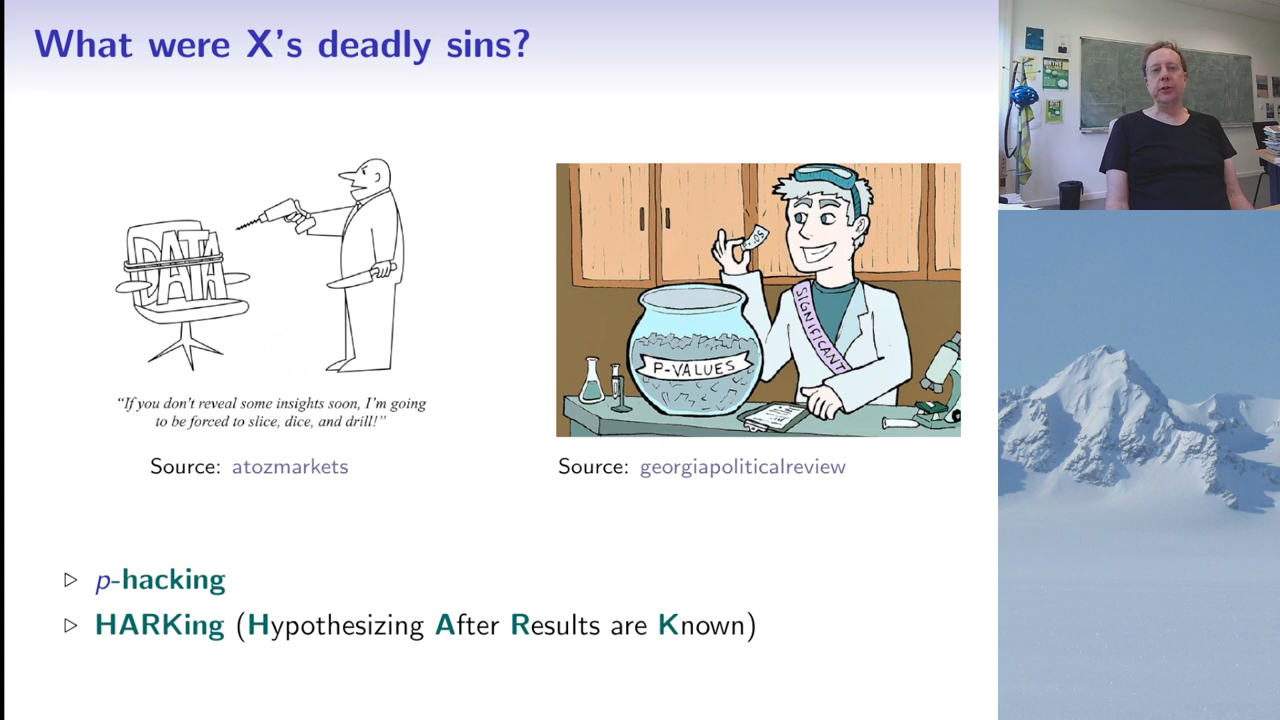 What were X's deadly sins?
DATA
“If you don't reveal some insights soon, I'm going
to be forced to slice, dice, and drill!”
Source: atozmarkets
.05
SIGNIFICANT
P-VALUES
Source: georgiapoliticalreview
▷ p-hacking
▷ HARKing (Hypothesizing After Results are Known)